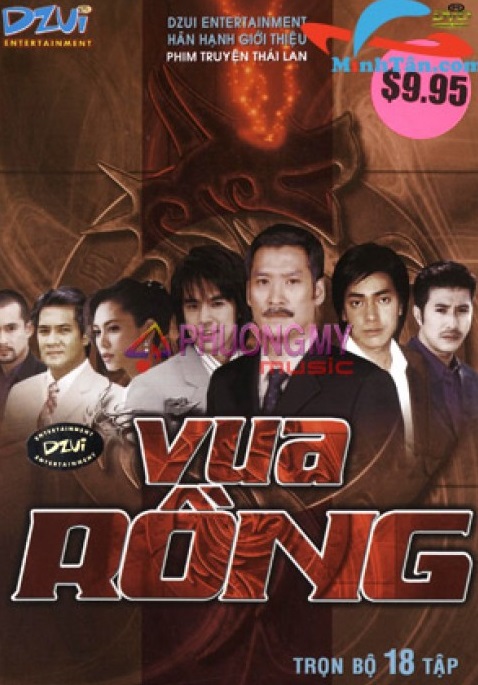 DZUi
ENTERTAINMENT
DZUI ENTERTAINMENT
HÂN HẠNH GIỚI THIỆU
PHIM TRUYỆN THÁI LAN
MinhTân.com
$9.95
PHUONGMY
music
ENTERTAINMENT
DZUi
ENTERTAINMENT
VUA
RỒNG
TRỌN BỘ 18 TẬP